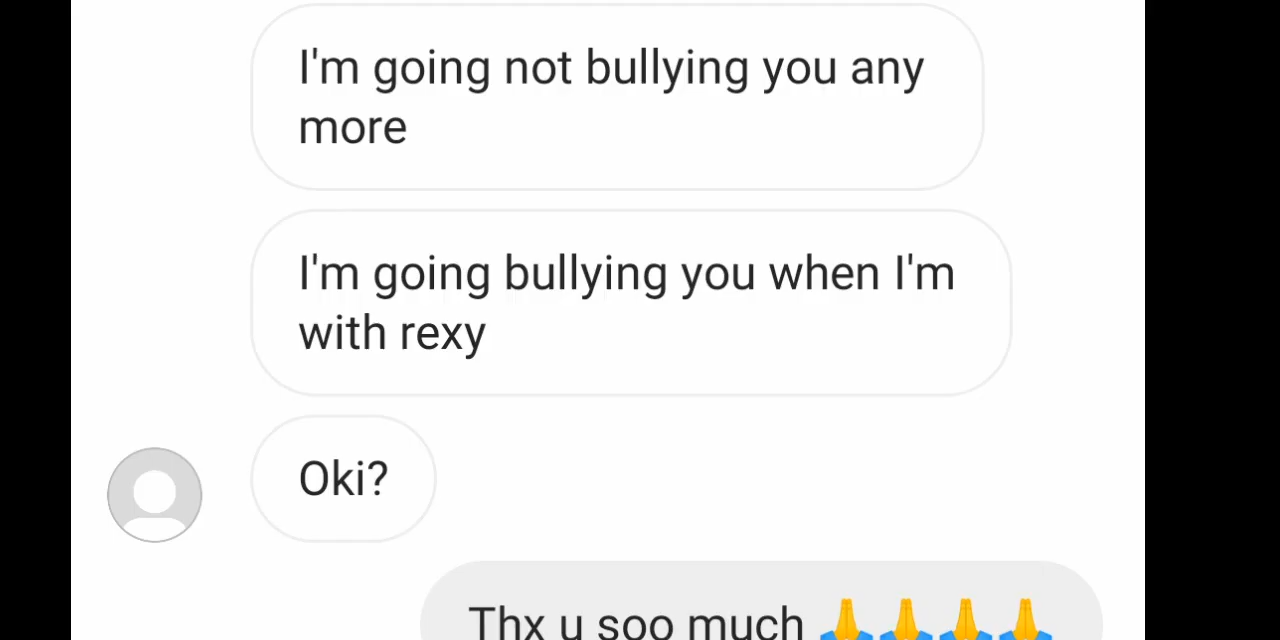 I'm going not bullying you any
more
I'm going bullying you when I'm
with rexy
Oki?
Thx u soo much 🙏🙏🙏🙏